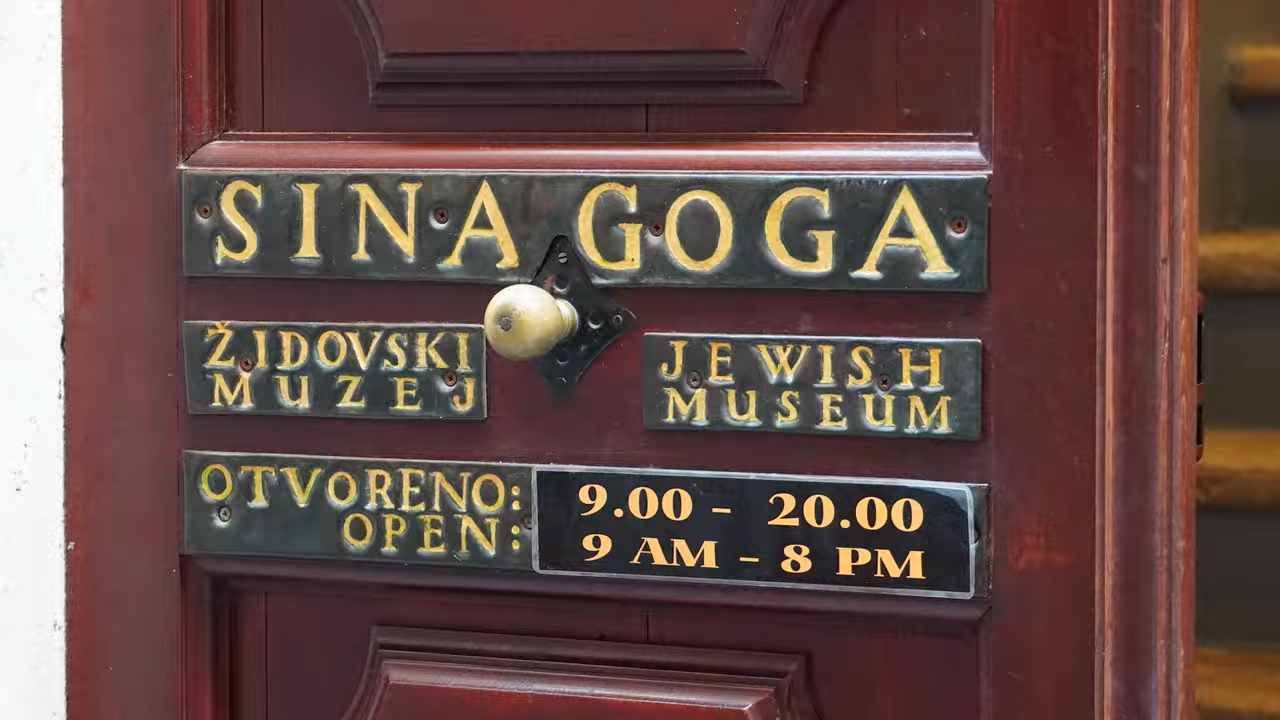 SINAGOGA
ŽIDOVSKI
MUZEJ
JEWISH
MUSEUM
OTVORENO:
OPEN:
9.00 - 20.00
9 AM - 8 PM